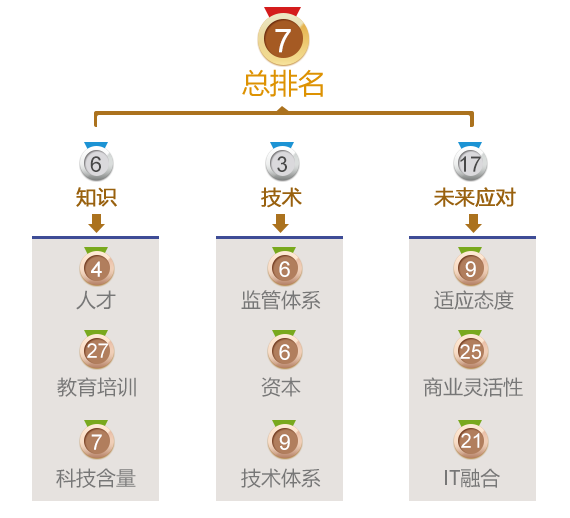 7
总排名
6
知识
3
技术
17
未来应对
4
人才
27
教育培训
7
科技含量
6
监管体系
6
资本
9
技术体系
9
适应态度
25
商业灵活性
21
IT融合